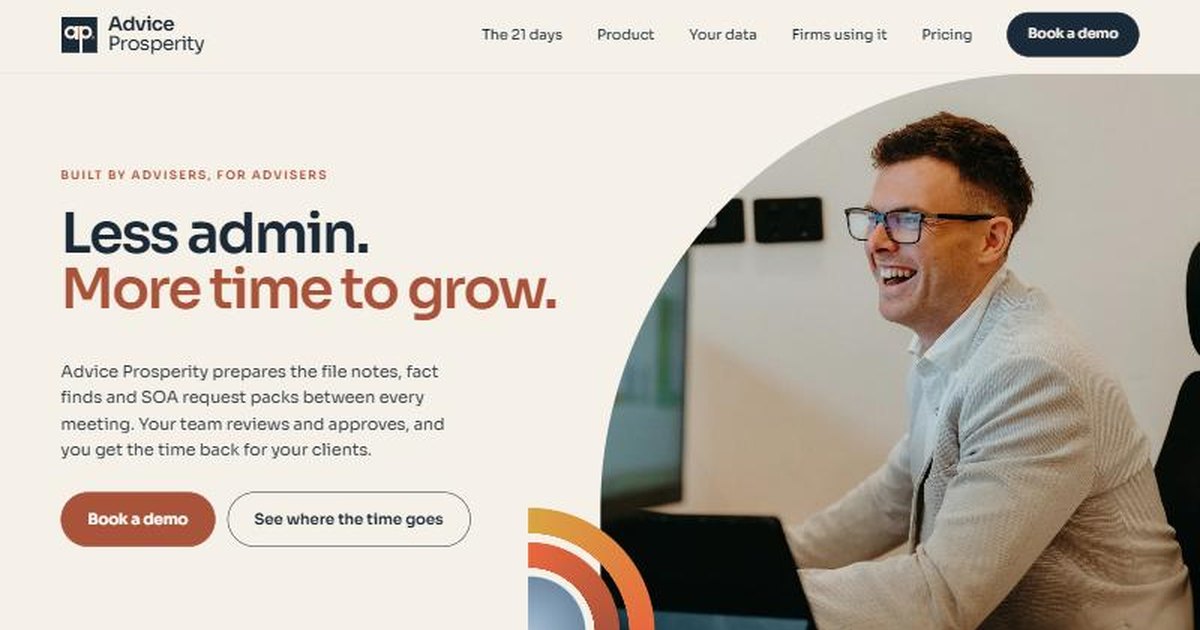 ap.
Advice
Prosperity
The 21 days
Product
Your data
Firms using it
Pricing
Book a demo
BUILT BY ADVISERS, FOR ADVISERS
Less admin.
More time to grow.
Advice Prosperity prepares the file notes, fact
finds and SOA request packs between every
meeting. Your team reviews and approves, and
you get the time back for your clients.
Book a demo
See where the time goes